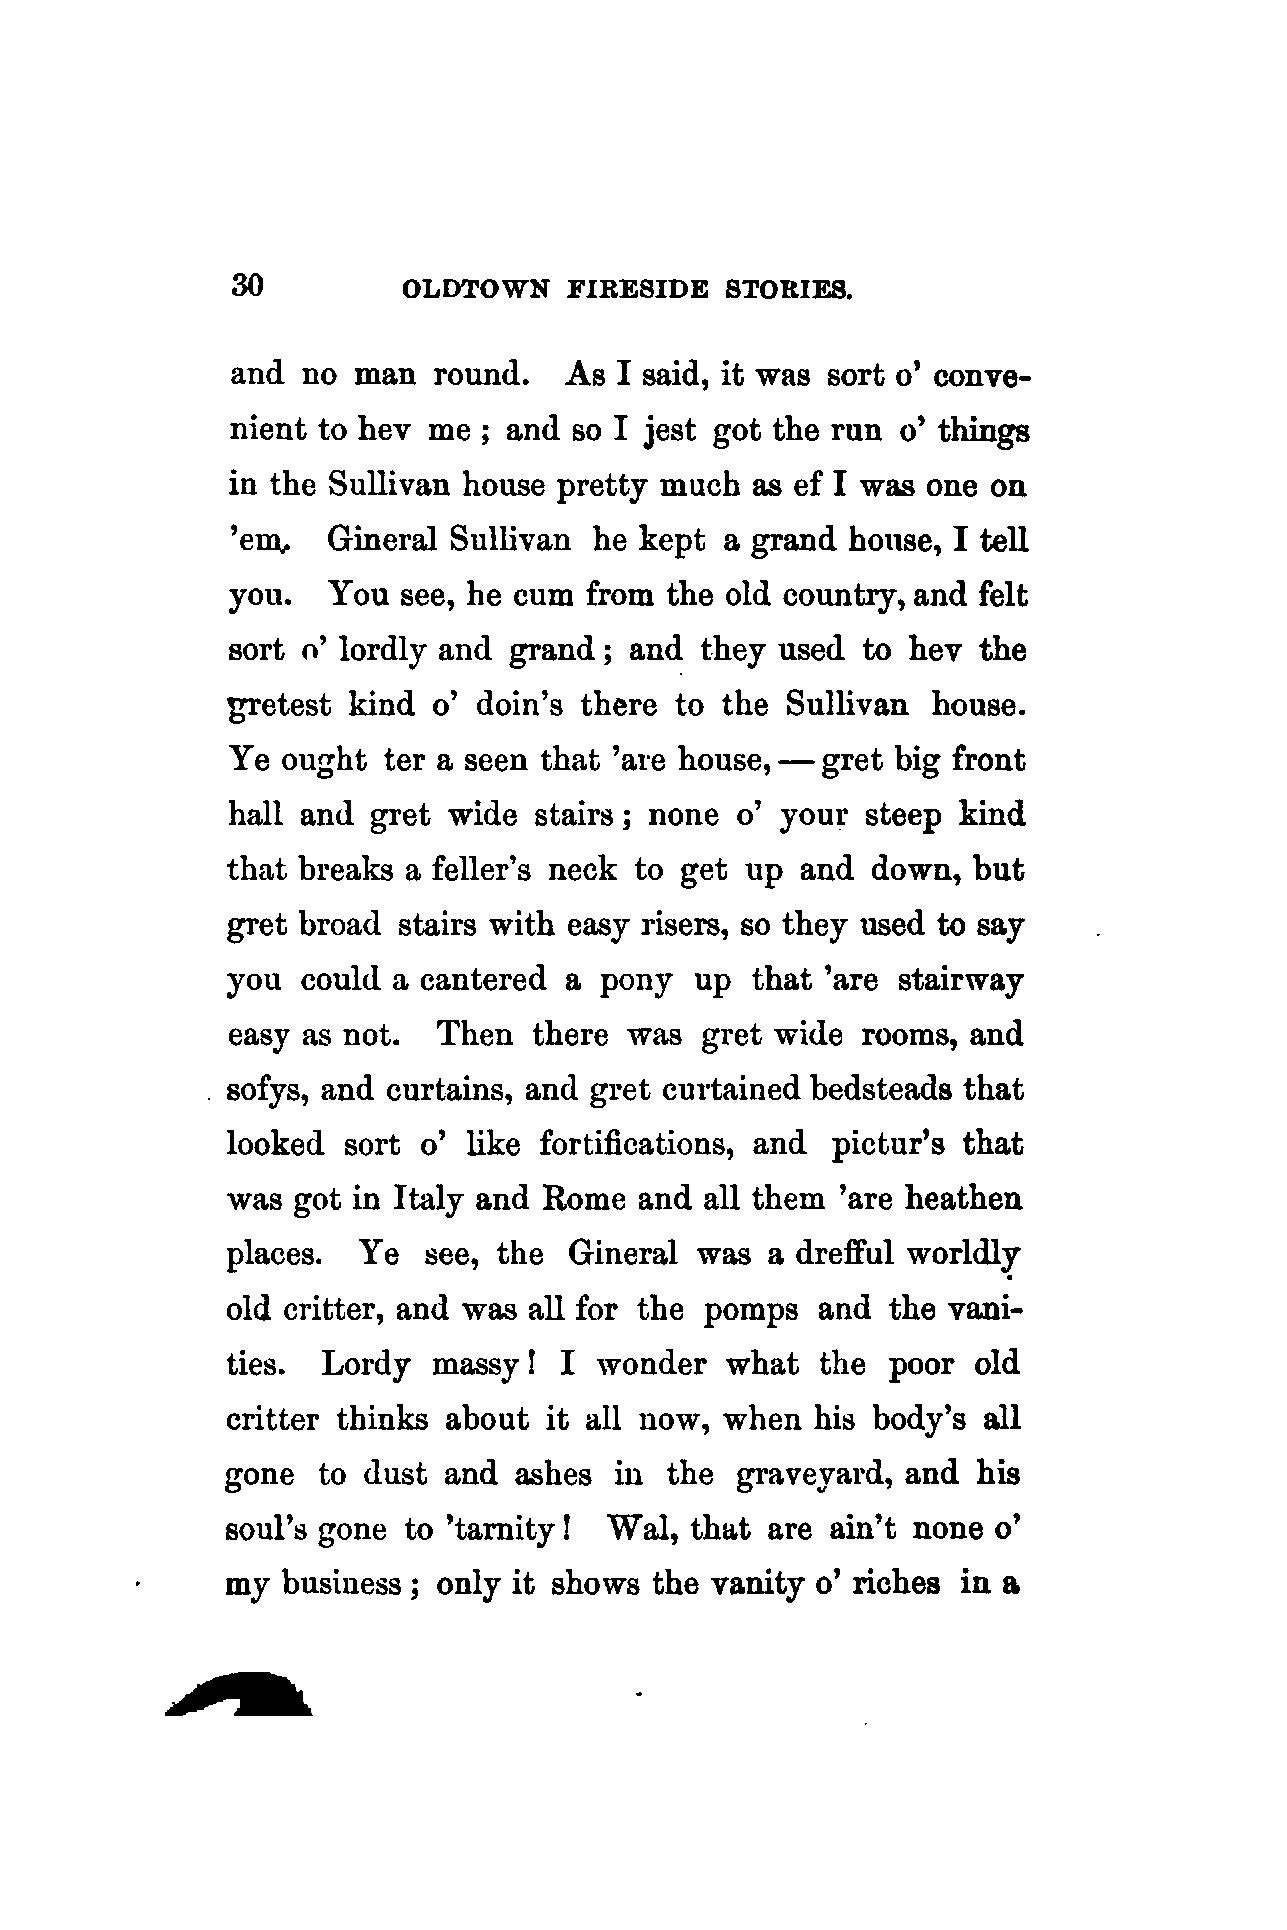 30 OLDTOWN FIRESIDE STORIES.
and no man round. As I said, it was sort o' conve-
nient to hev me ; and so I jest got the run o' things
in the Sullivan house pretty much as ef I was one on
'em. Gineral Sullivan he kept a grand house, I tell
you. You see, he cum from the old country, and felt
sort o' lordly and grand ; and they used to hev the
gretest kind o' doin's there to the Sullivan house.
Ye ought ter a seen that 'are house, — gret big front
hall and gret wide stairs ; none o' your steep kind
that breaks a feller's neck to get up and down, but
gret broad stairs with easy risers, so they used to say
you could a cantered a pony up that 'are stairway
easy as not. Then there was gret wide rooms, and
sofys, and curtains, and gret curtained bedsteads that
looked sort o' like fortifications, and pictur's that
was got in Italy and Rome and all them 'are heathen
places. Ye see, the Gineral was a drefful worldly
old critter, and was all for the pomps and the vani-
ties. Lordy massy ! I wonder what the poor old
critter thinks about it all now, when his body's all
gone to dust and ashes in the graveyard, and his
soul's gone to 'tarnity ! Wal, that are ain't none o'
my business ; only it shows the vanity o' riches in a